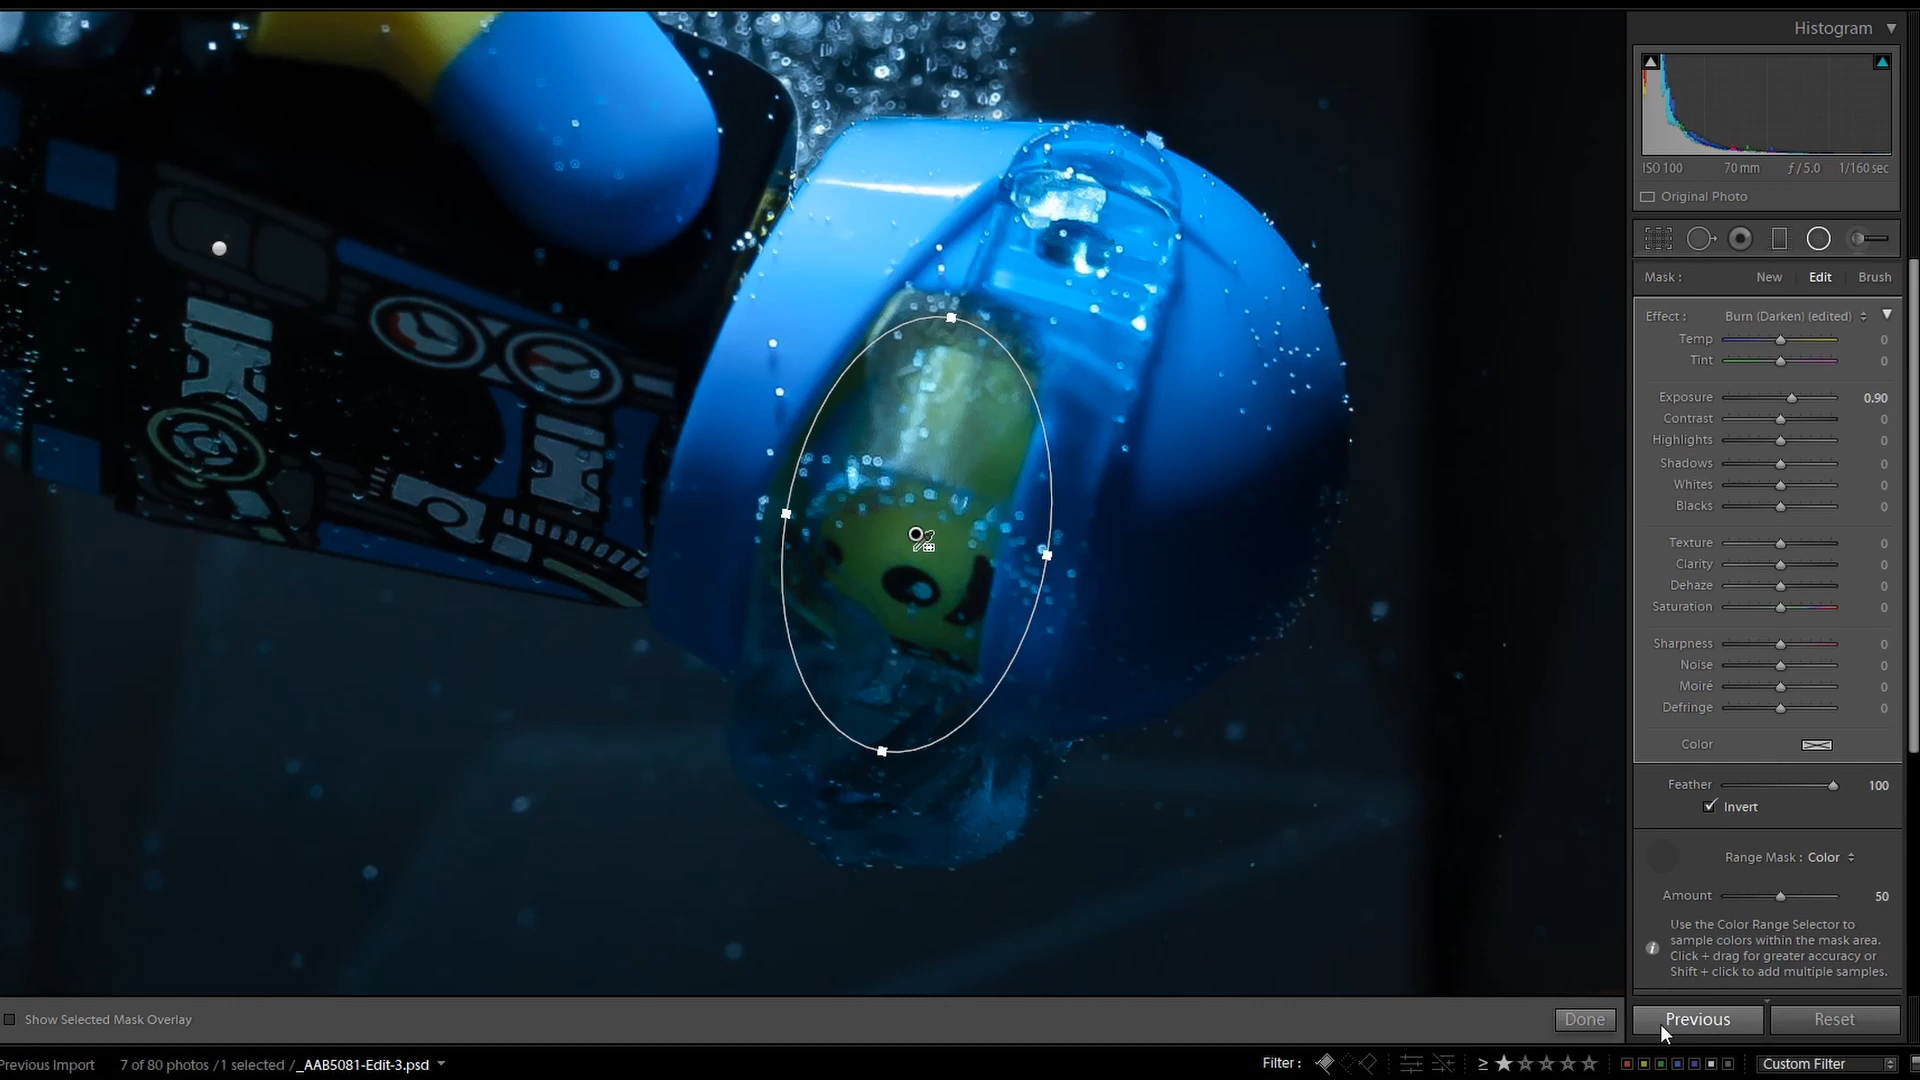 Histogram
ISO 100 70 mm ƒ / 5.0 1/160 sec
Original Photo
Mask : New Edit Brush
Effect : Burn (Darken) (edited)
Temp 0
Tint 0
Exposure 0.90
Contrast 0
Highlights 0
Shadows 0
Whites 0
Blacks 0
Texture 0
Clarity 0
Dehaze 0
Saturation 0
Sharpness 0
Noise 0
Moiré 0
Defringe 0
Color
Feather 100
Invert
Range Mask : Color
Amount 50
Use the Color Range Selector to
sample colors within the mask area.
Click + drag for greater accuracy or
Shift + click to add multiple samples.
Show Selected Mask Overlay Done Previous Reset
Previous Import 7 of 80 photos / 1 selected / _AAB5081-Edit-3.psd Filter : ≥ Custom Filter